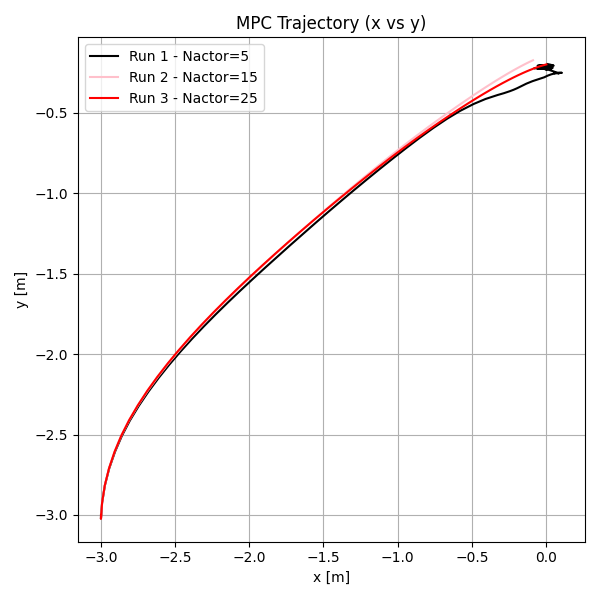 MPC Trajectory (x vs y)
Run 1 - Nactor=5
Run 2 - Nactor=15
Run 3 - Nactor=25
y [m]
−0.5
−1.0
−1.5
−2.0
−2.5
−3.0
−3.0 −2.5 −2.0 −1.5 −1.0 −0.5 0.0
x [m]